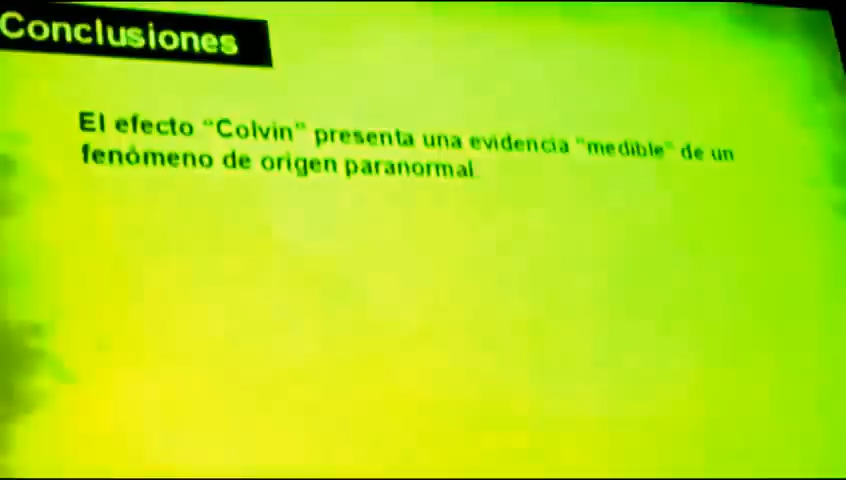 Conclusiones
El efecto "Colvin" presenta una evidencia "medible" de un
fenómeno de origen paranormal.